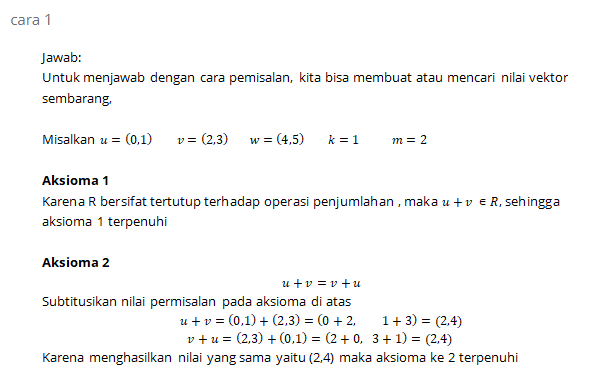 cara 1
Jawab:
Untuk menjawab dengan cara pemisalan, kita bisa membuat atau mencari nilai vektor
sembarang,
Misalkan u = (0,1) v = (2,3) w = (4,5) k = 1 m = 2
Aksioma 1
Karena R bersifat tertutup terhadap operasi penjumlahan , maka u + v ∈ R, sehingga
aksioma 1 terpenuhi
Aksioma 2
u + v = v + u
Subtitusikan nilai permisalan pada aksioma di atas
u + v = (0,1) + (2,3) = (0 + 2, 1 + 3) = (2,4)
v + u = (2,3) + (0,1) = (2 + 0, 3 + 1) = (2,4)
Karena menghasilkan nilai yang sama yaitu (2,4) maka aksioma ke 2 terpenuhi